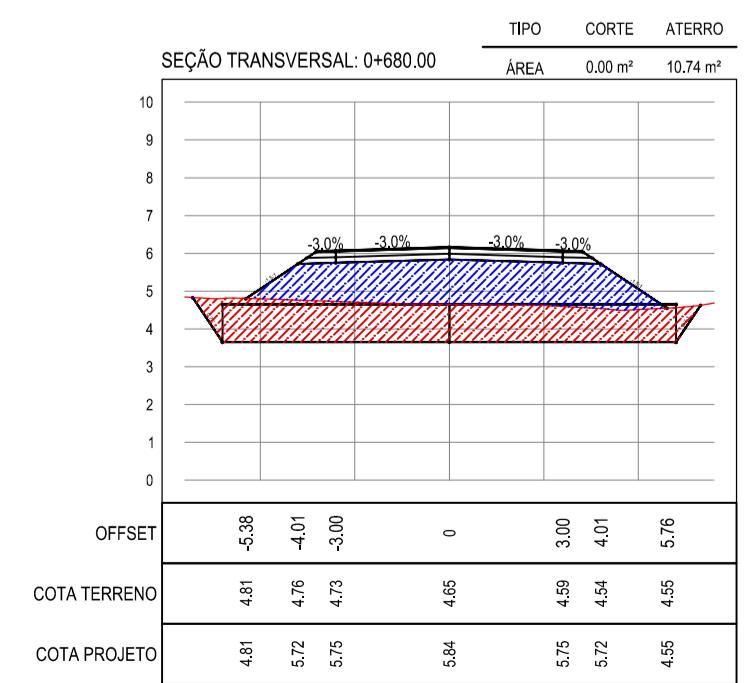 TIPO CORTE ATERRO
SEÇÃO TRANSVERSAL: 0+680.00
ÁREA 0.00 m² 10.74 m²
10
9
8
7
-3.0% -3.0% -3.0% -3.0%
6
5
4
3
2
1
0
OFFSET -5.38 -4.01 -3.00 0 3.00 4.01 5.76
COTA TERRENO 4.81 4.76 4.73 4.65 4.59 4.54 4.55
COTA PROJETO 4.81 5.72 5.75 5.84 5.75 5.72 4.55